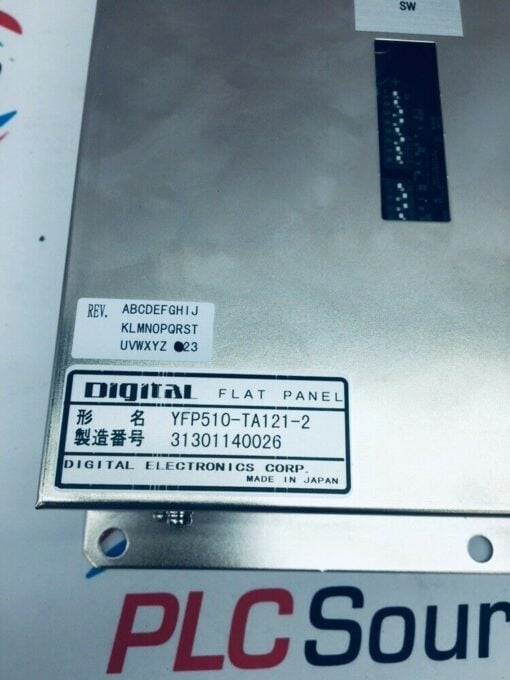 SW
REV. ABCDEFGHIJ
KLMNOPQRST
UVWXYZ ●23
Digital FLAT PANEL
形 名 YFP510-TA121-2
製造番号 31301140026
DIGITAL ELECTRONICS CORP.
MADE IN JAPAN
PLC Sour